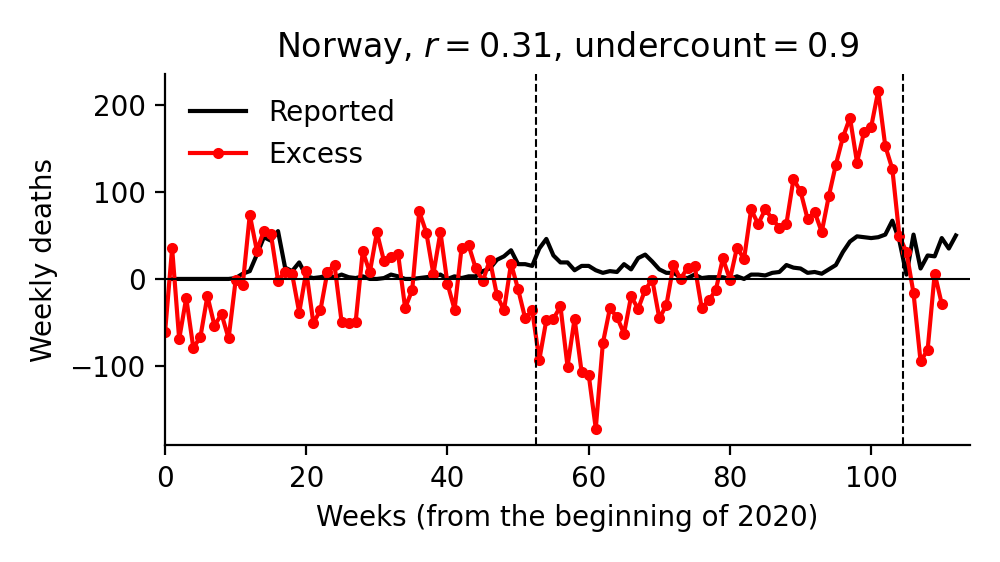 Norway, r = 0.31, undercount = 0.9
Reported
Excess
Weekly deaths
200
100
0
−100
0 20 40 60 80 100
Weeks (from the beginning of 2020)